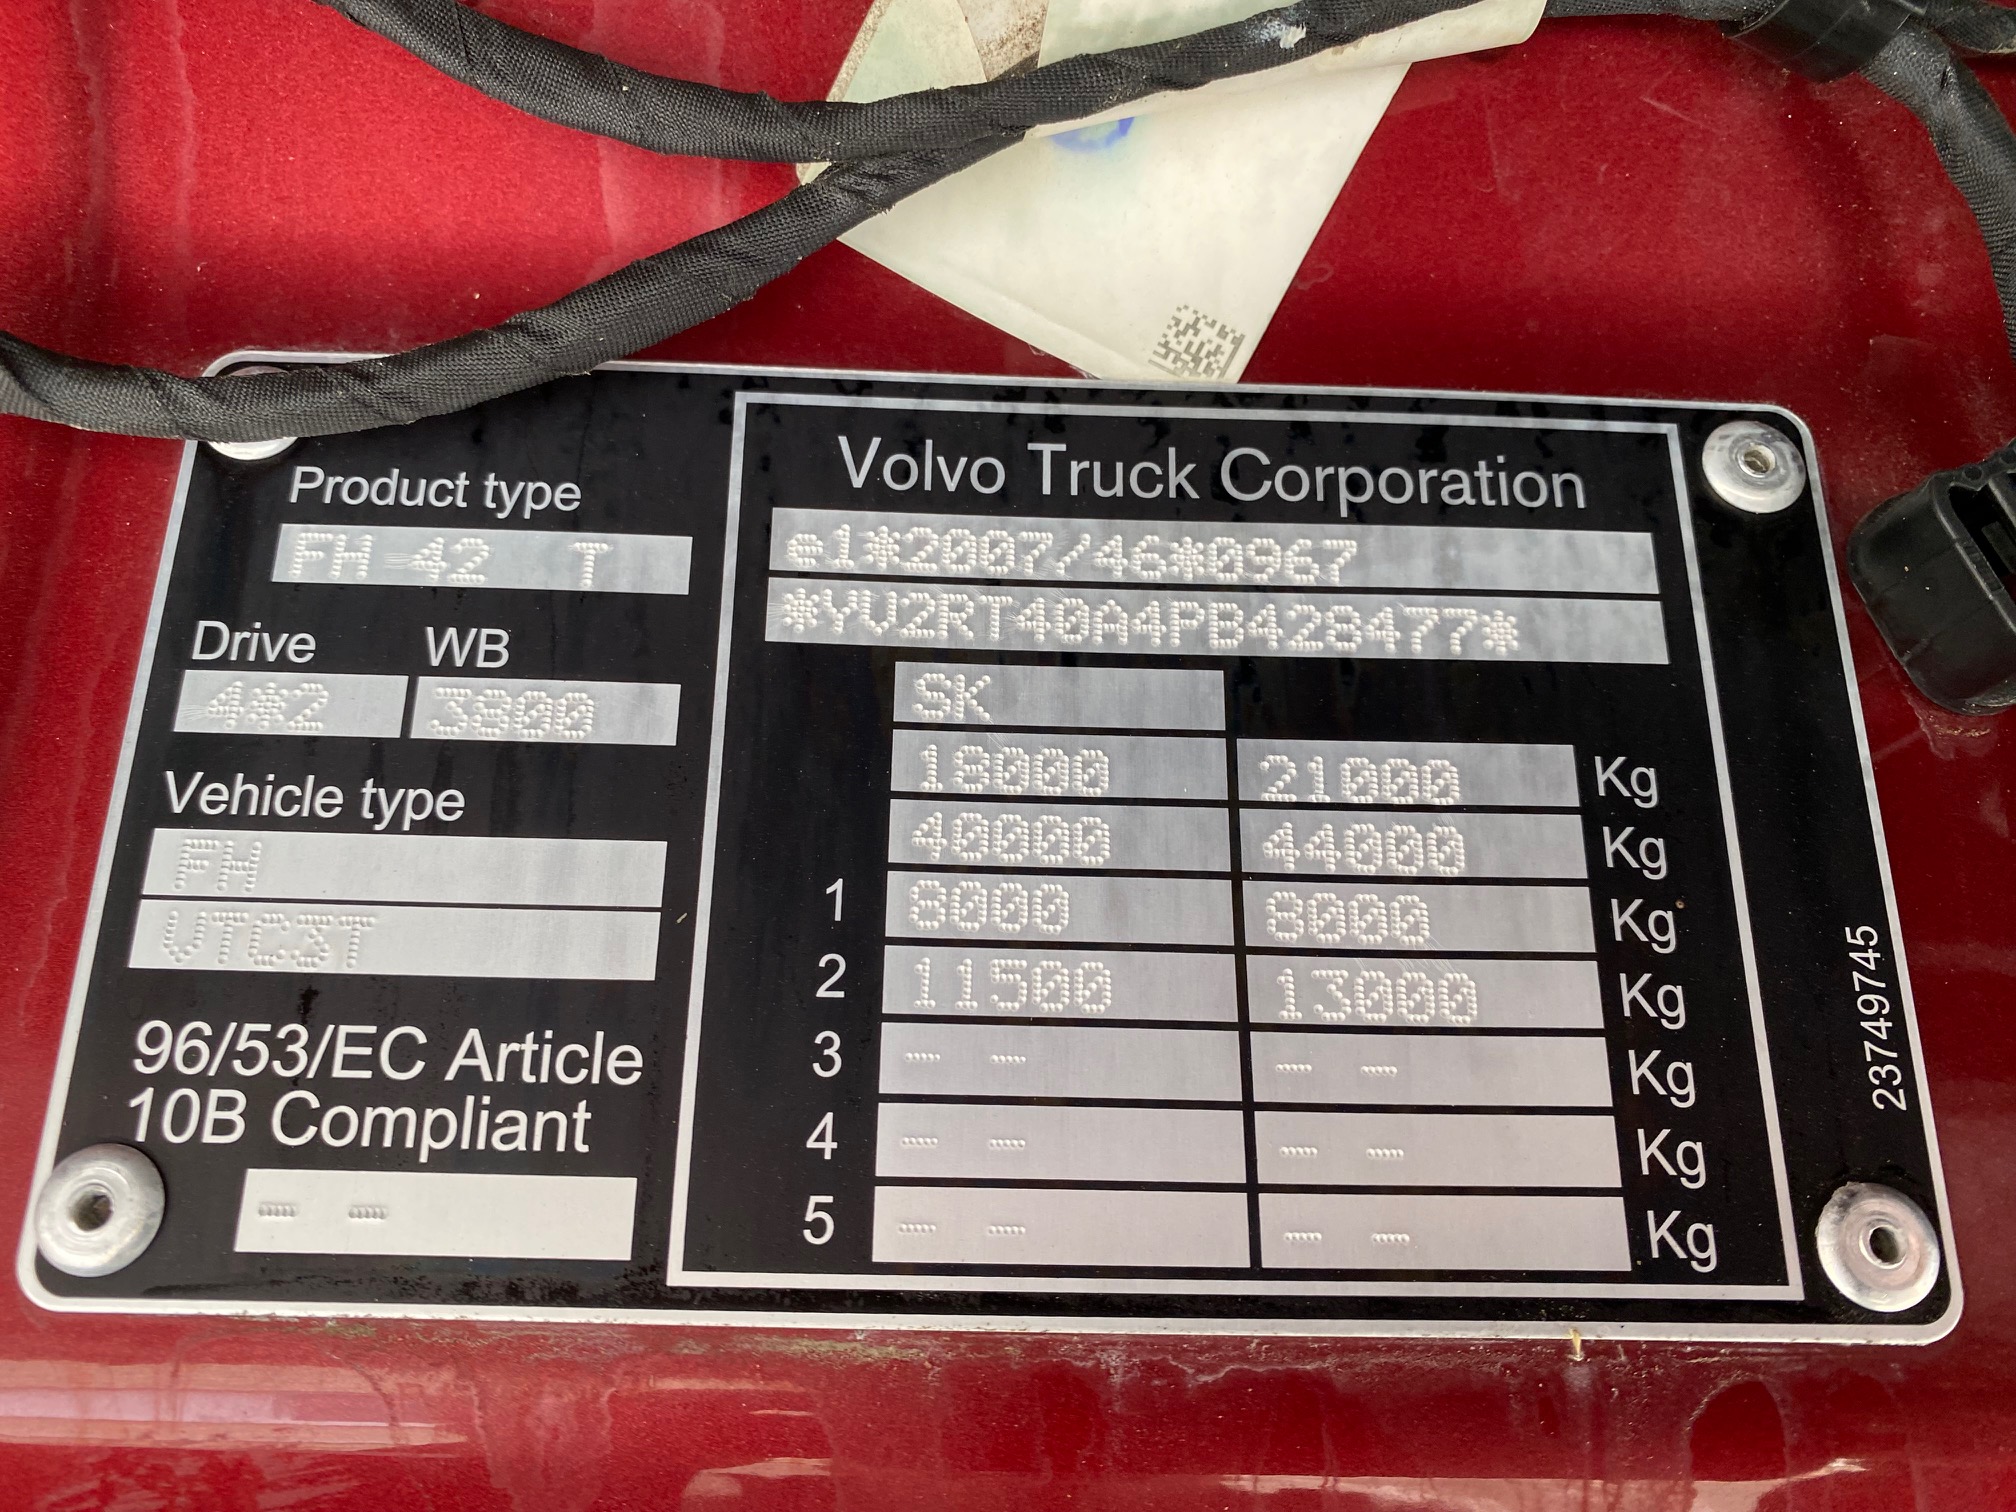 Product type
FH-42 T
Drive WB
4*2 3800
Vehicle type
FH
VTC3T
96/53/EC Article
10B Compliant
-- --
Volvo Truck Corporation
e1*2007/46*0967
*YV2RT40A4PB428477*
SK
18000 21000 Kg
40000 44000 Kg
1 8000 8000 Kg
2 11500 13000 Kg
3 -- -- -- -- Kg
4 -- -- -- -- Kg
5 -- -- -- -- Kg
23749745